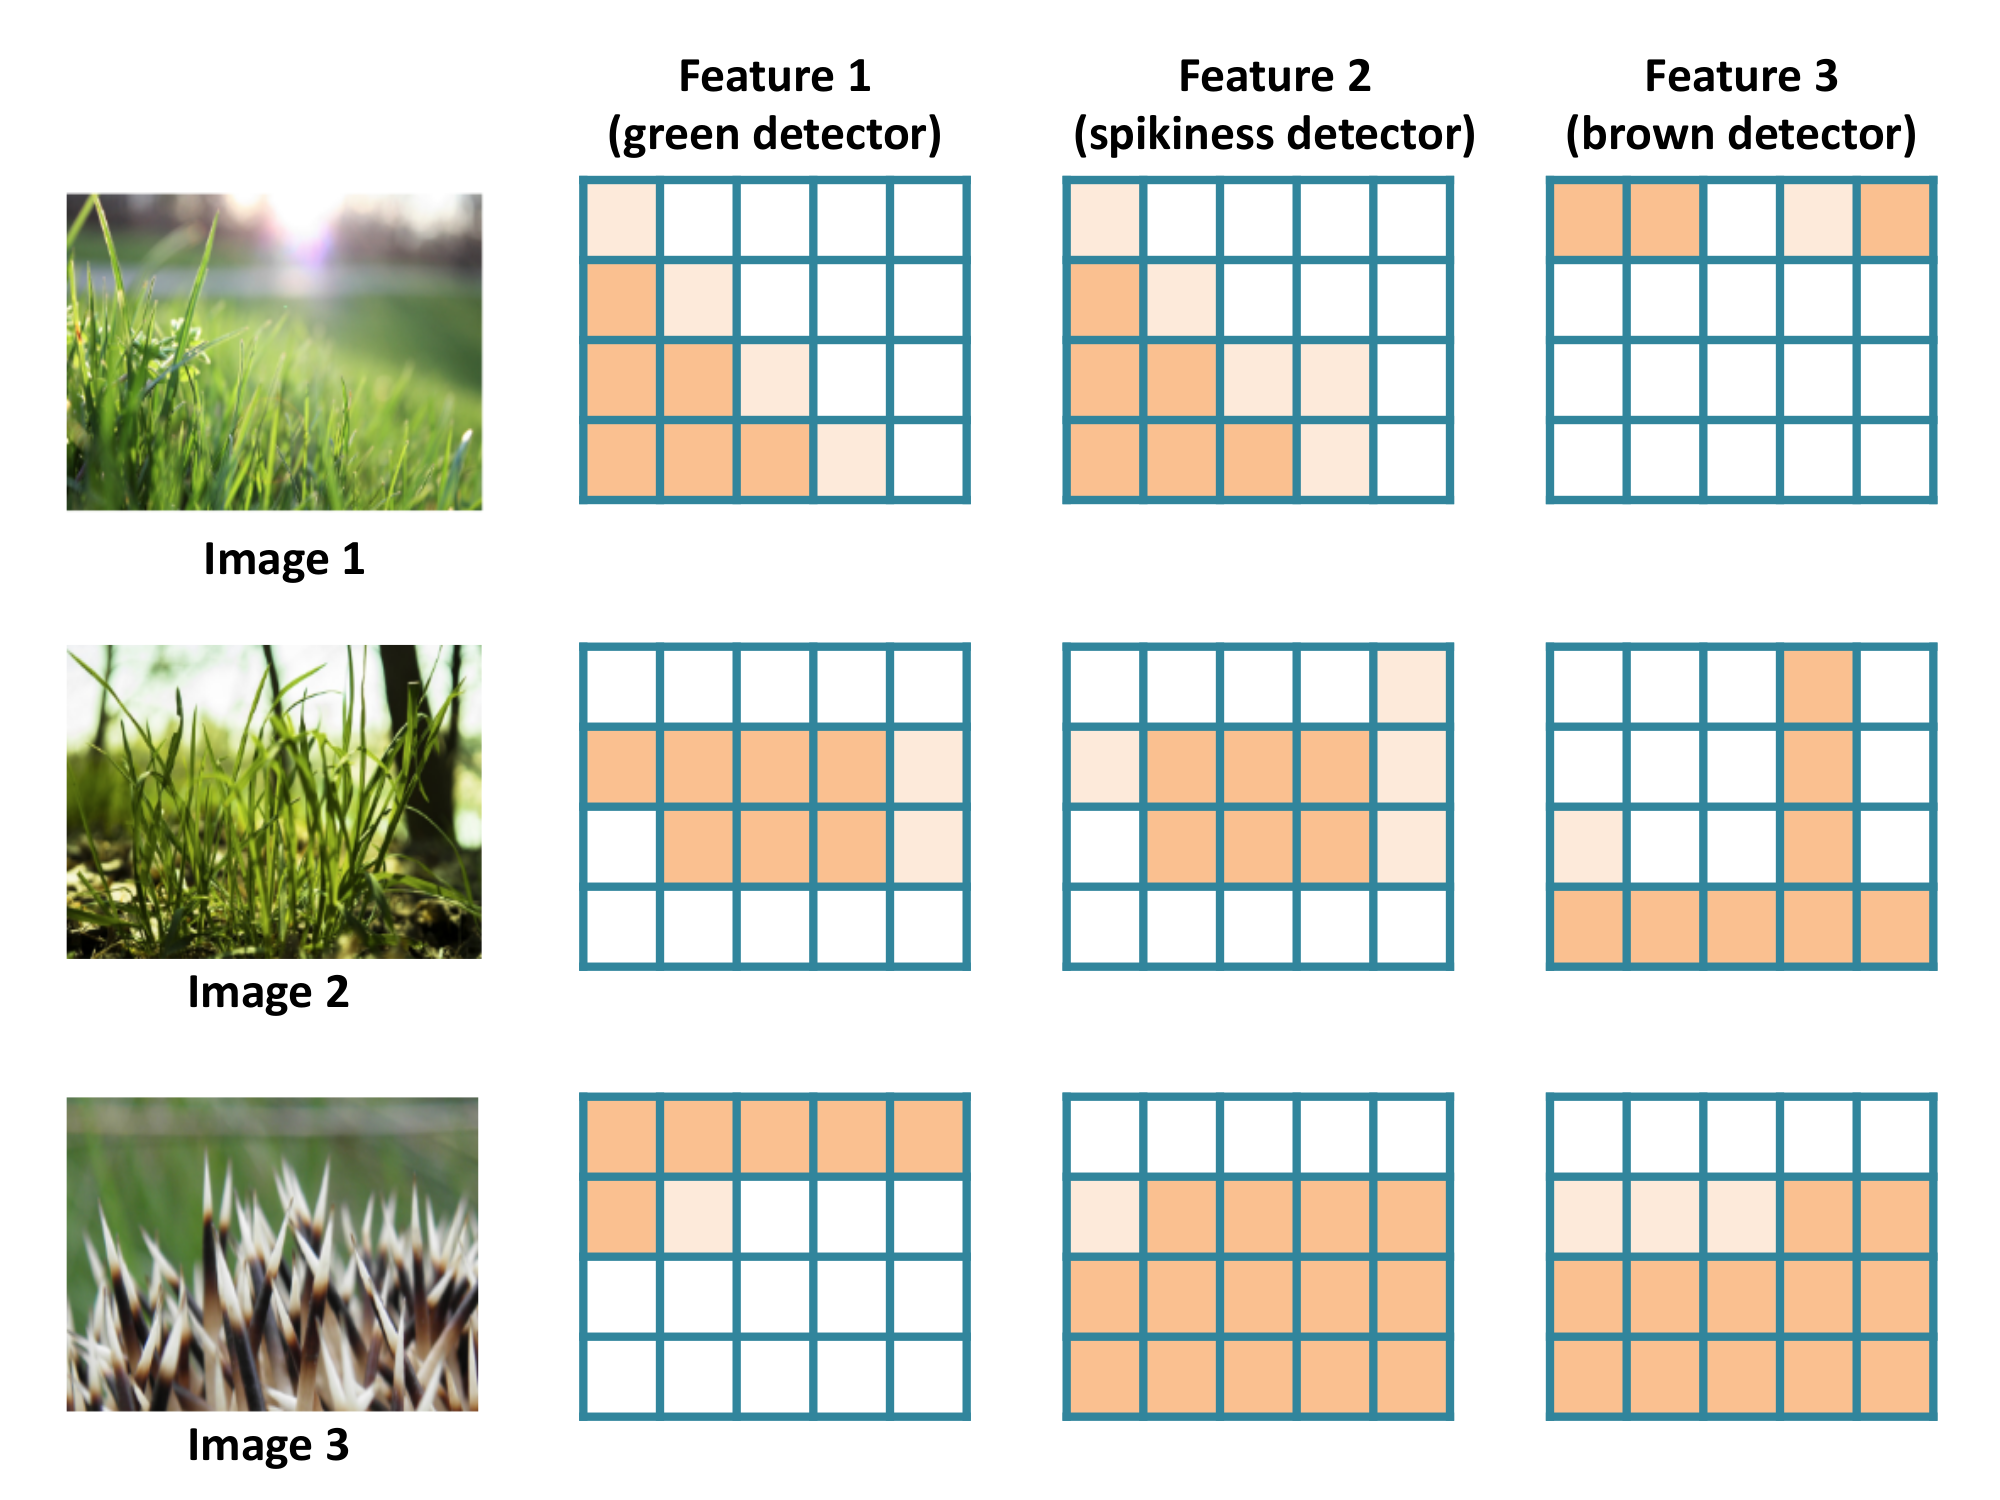 Feature 1
(green detector)
Feature 2
(spikiness detector)
Feature 3
(brown detector)
Image 1
Image 2
Image 3